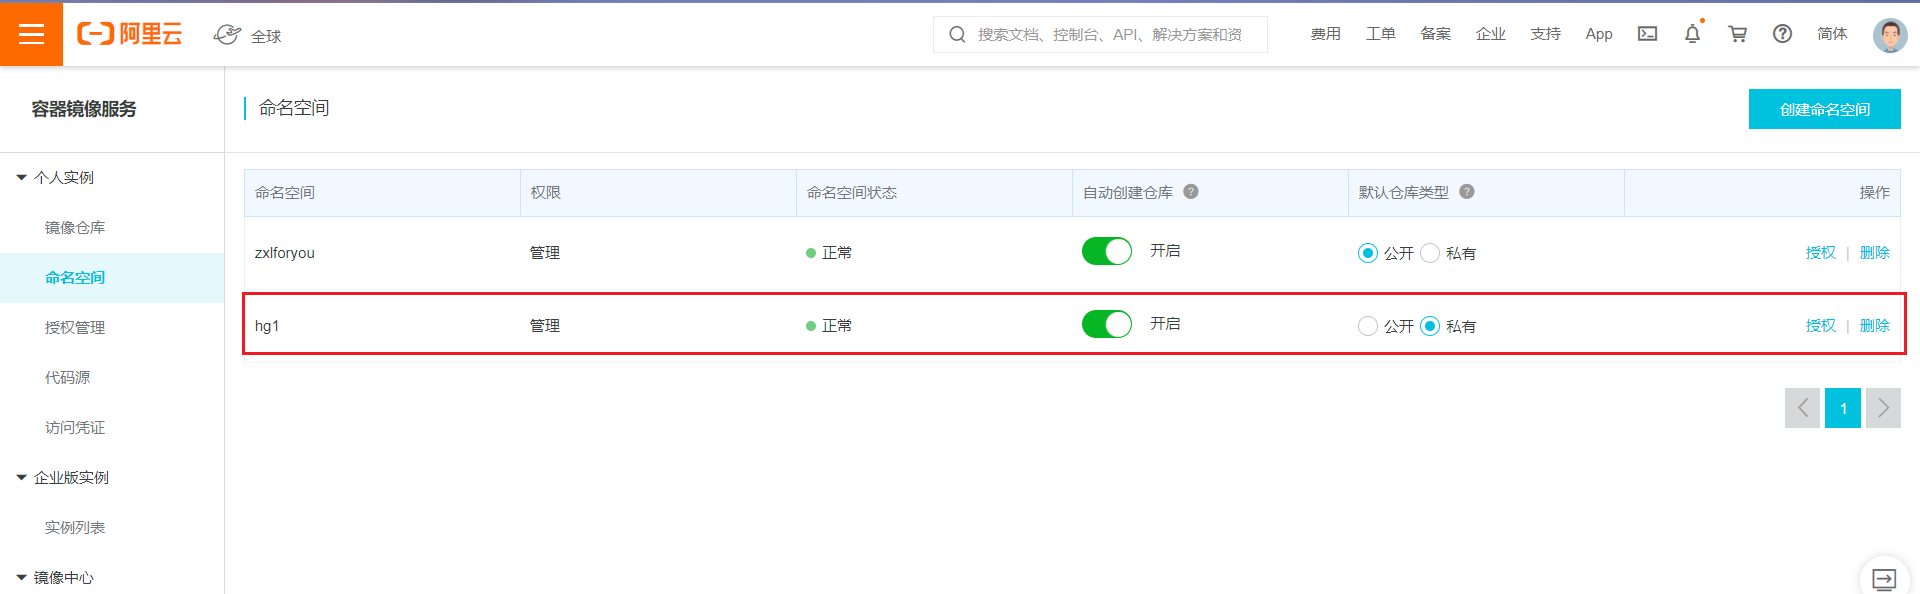 阿里云
全球
搜索文档、控制台、API、解决方案和资
费用 工单 备案 企业 支持 App 简体
容器镜像服务
个人实例
镜像仓库
命名空间
授权管理
代码源
访问凭证
企业版实例
实例列表
镜像中心
命名空间
创建命名空间
命名空间 权限 命名空间状态 自动创建仓库 ? 默认仓库类型 ? 操作
zxlforyou 管理 正常 开启 公开 私有 授权 | 删除
hg1 管理 正常 开启 公开 私有 授权 | 删除
1